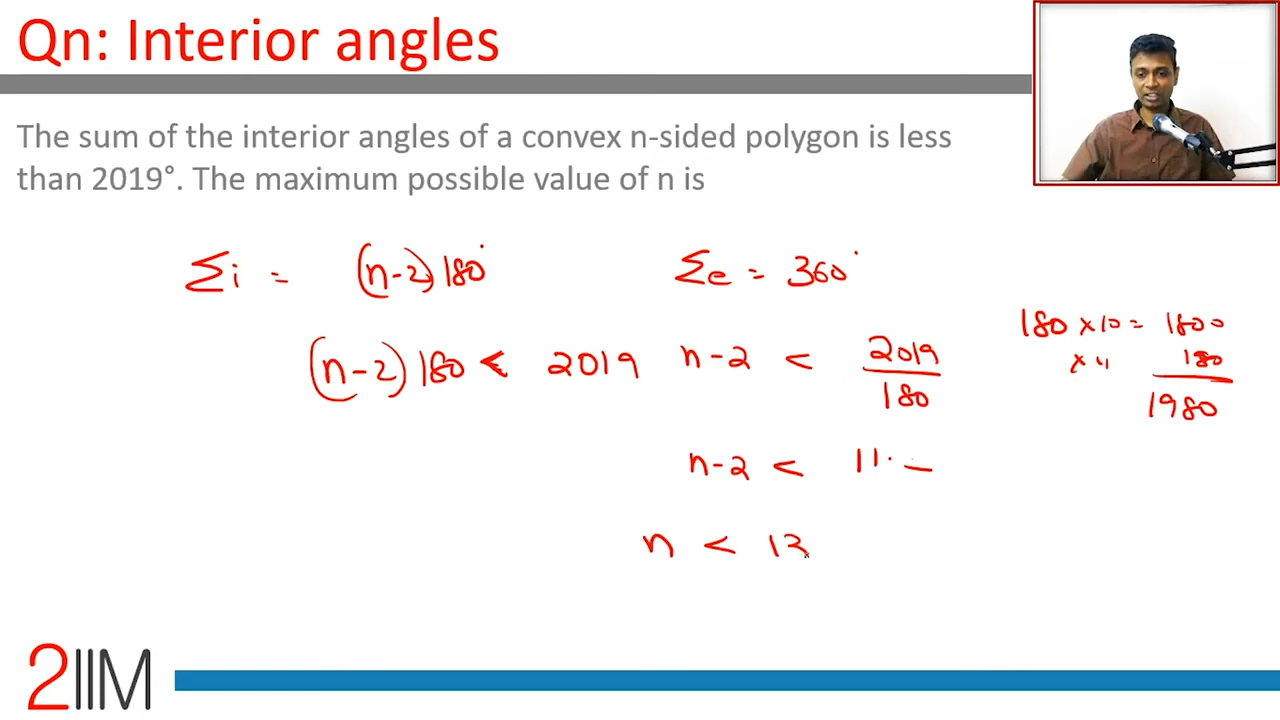 Qn: Interior angles
The sum of the interior angles of a convex n-sided polygon is less
than 2019°. The maximum possible value of n is
Σi = (n-2)180° Σe = 360°
(n-2)180 < 2019 n-2 < 2019/180
180 × 10 = 1800
× 11 180
1980
n-2 < 11.
n < 13
2IIM